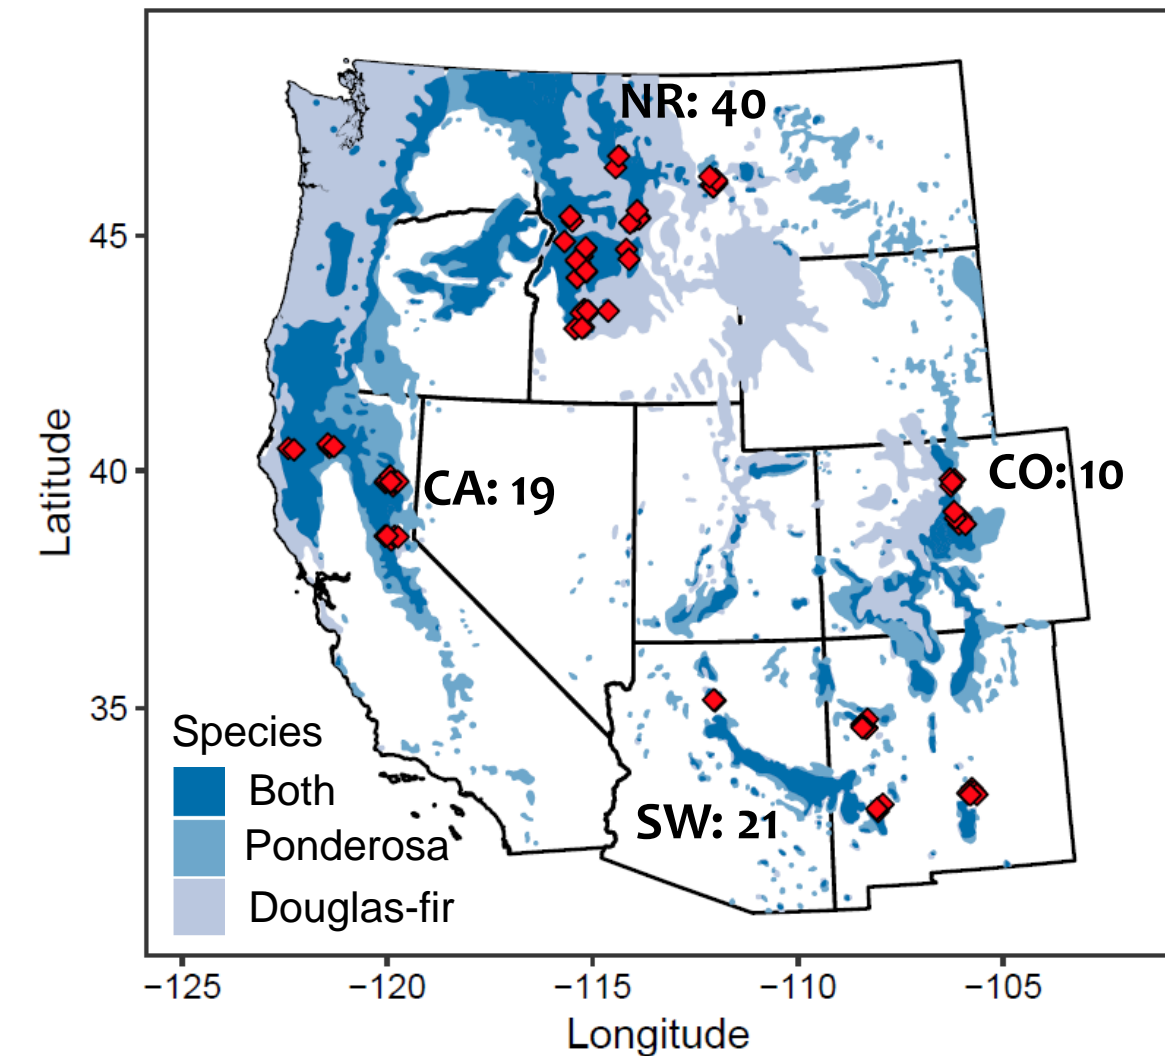 NR: 40
45
Latitude
40
CA: 19
CO: 10
35
Species
Both
Ponderosa
Douglas-fir
SW: 21
−125
−120
−115
−110
−105
Longitude